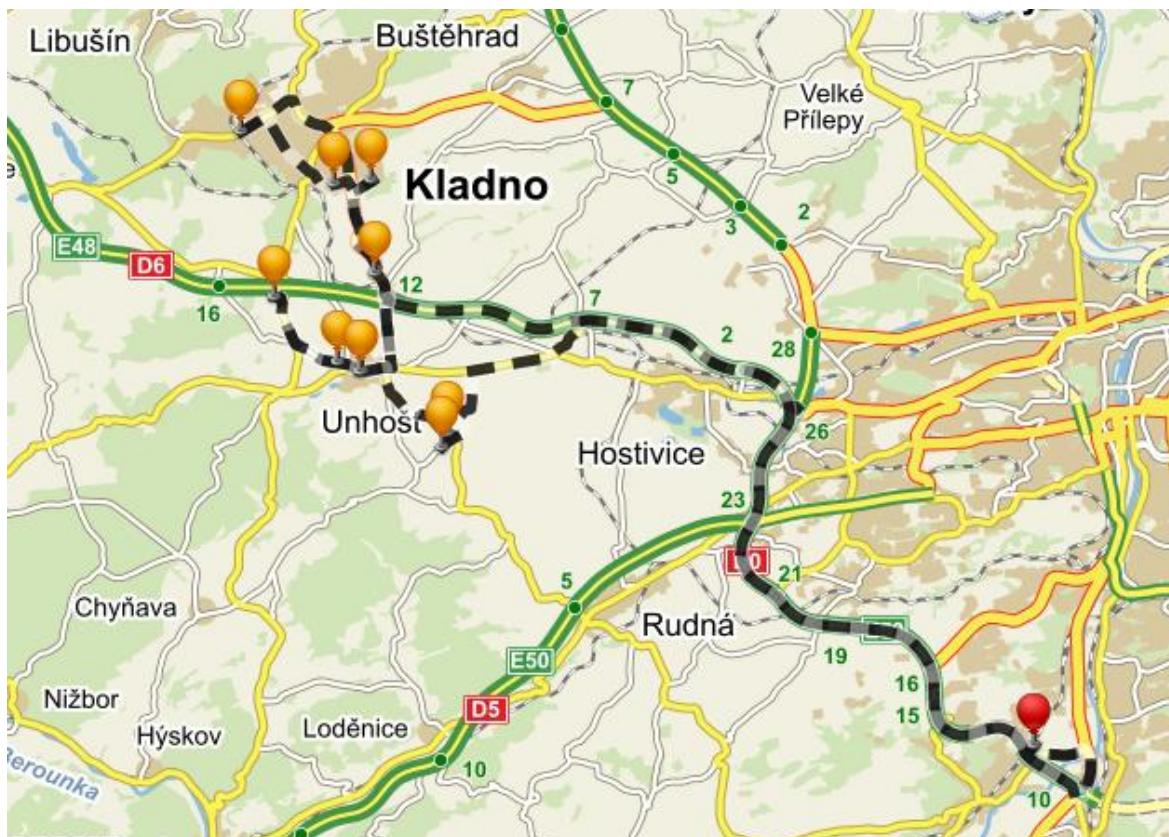 Libušín
Buštěhrad
7
Velké
Přílepy
Kladno
5
3
2
E48
D6
16
12
7
2
28
Unhošť
26
Hostivice
23
5
21
Chyňava
Rudná
E50
19
16
Nižbor
D5
15
Hýskov
Loděnice
10
10